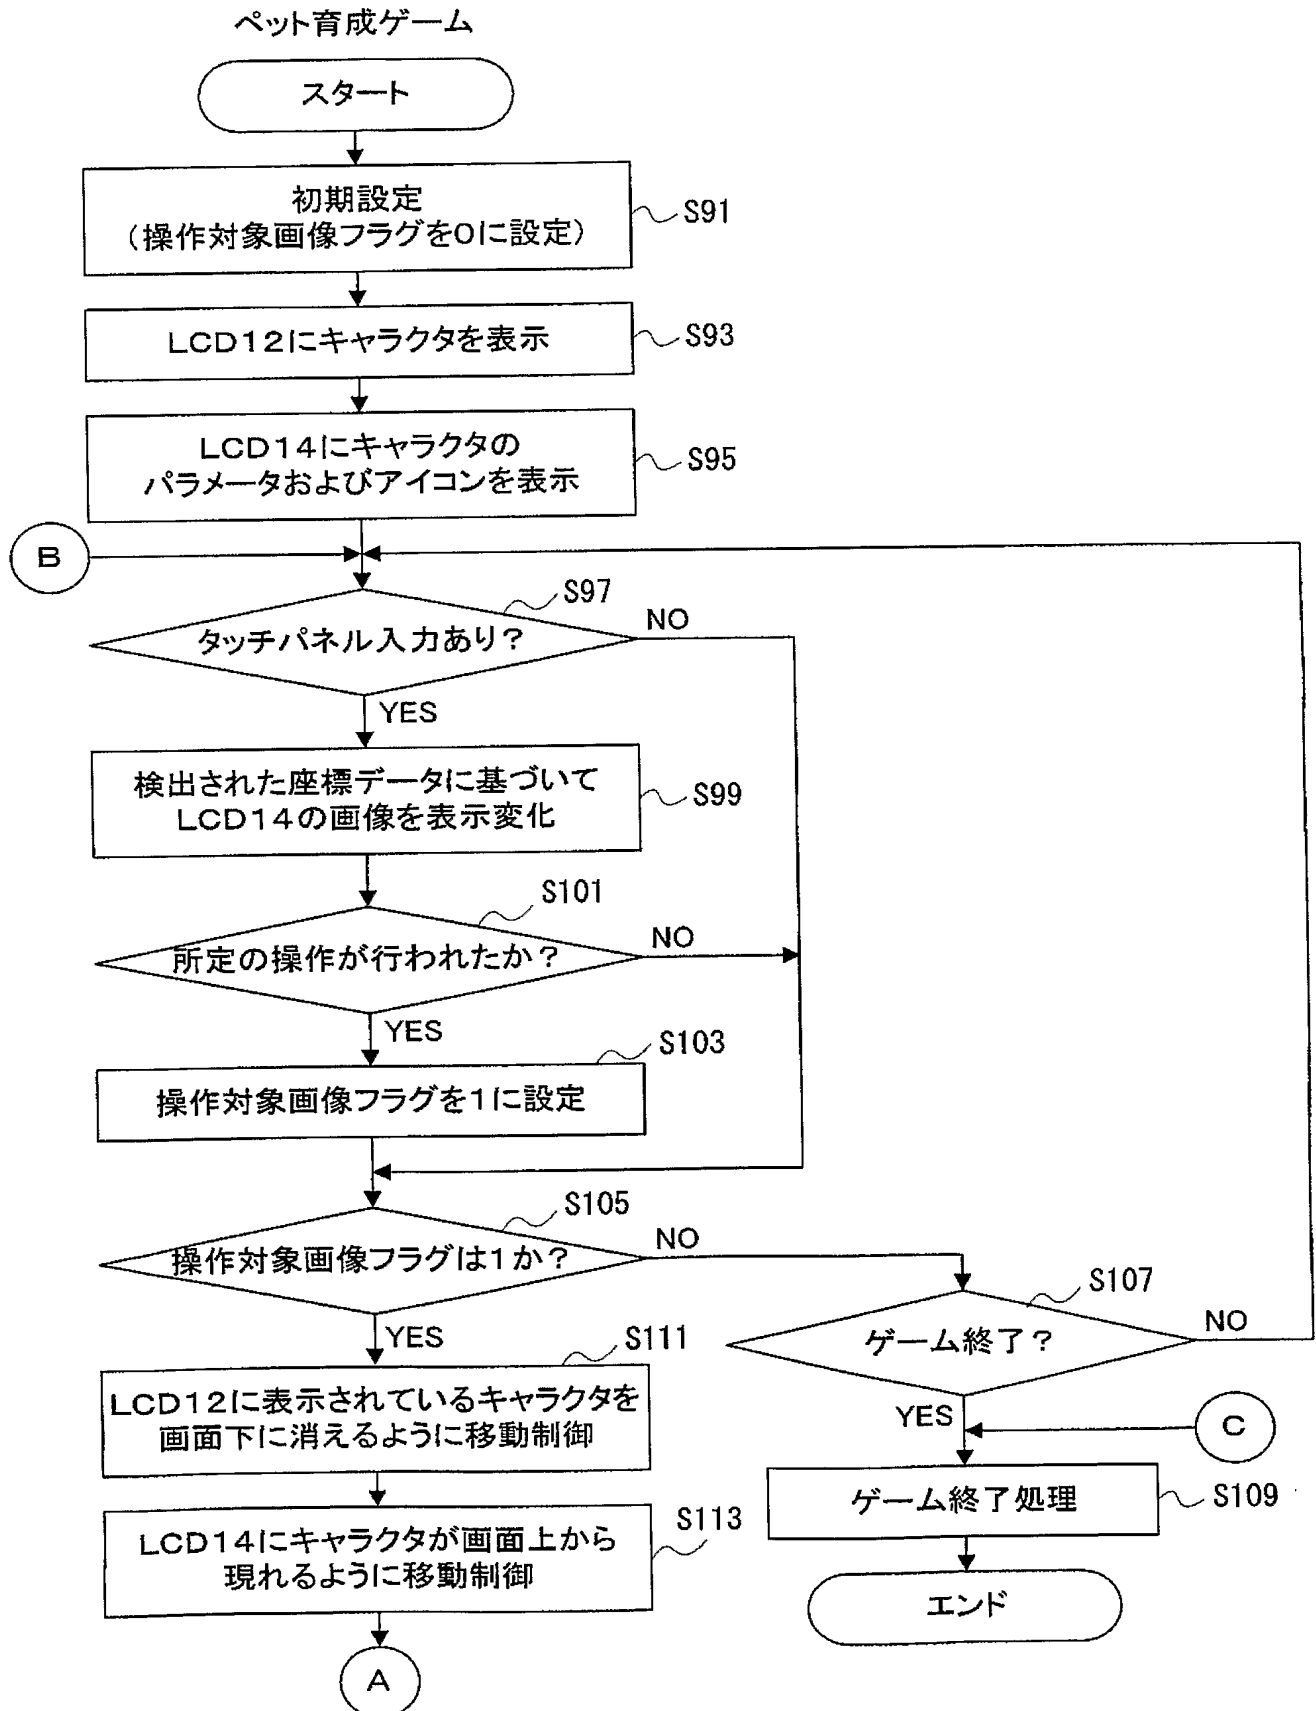 ペット育成ゲーム
スタート
初期設定
(操作対象画像フラグを0に設定)
S91
LCD12にキャラクタを表示
S93
LCD14にキャラクタの
パラメータおよびアイコンを表示
S95
B
S97
タッチパネル入力あり?
NO
YES
検出された座標データに基づいて
LCD14の画像を表示変化
S99
S101
所定の操作が行われたか?
NO
YES
S103
操作対象画像フラグを1に設定
S105
操作対象画像フラグは1か?
NO
S107
ゲーム終了?
NO
YES
S111
LCD12に表示されているキャラクタを
画面下に消えるように移動制御
YES
C
ゲーム終了処理
S109
S113
LCD14にキャラクタが画面上から
現れるように移動制御
エンド
A